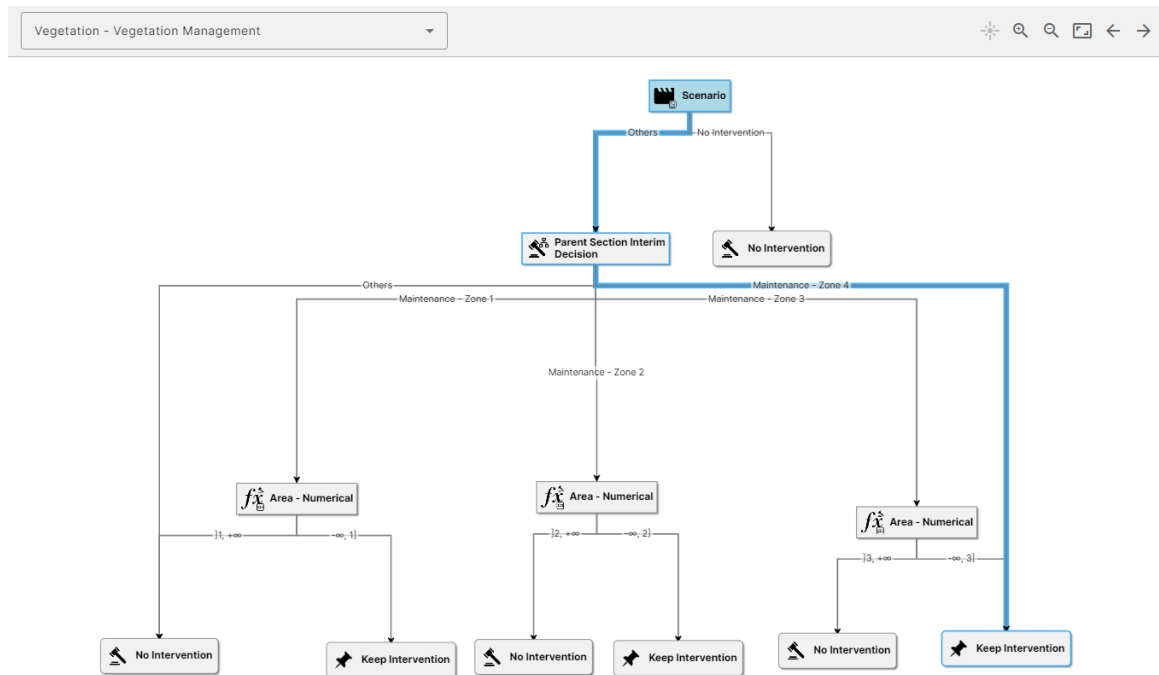 Vegetation - Vegetation Management
Scenario
Others
No Intervention
Parent Section Interim
Decision
No Intervention
Others
Maintenance - Zone 4
Maintenance - Zone 1
Maintenance - Zone 3
Maintenance - Zone 2
Area - Numerical
Area - Numerical
Area - Numerical
]1, +∞
-∞, 1]
]2, +∞
-∞, 2]
]3, +∞
-∞, 3]
No Intervention
Keep Intervention
No Intervention
Keep Intervention
No Intervention
Keep Intervention